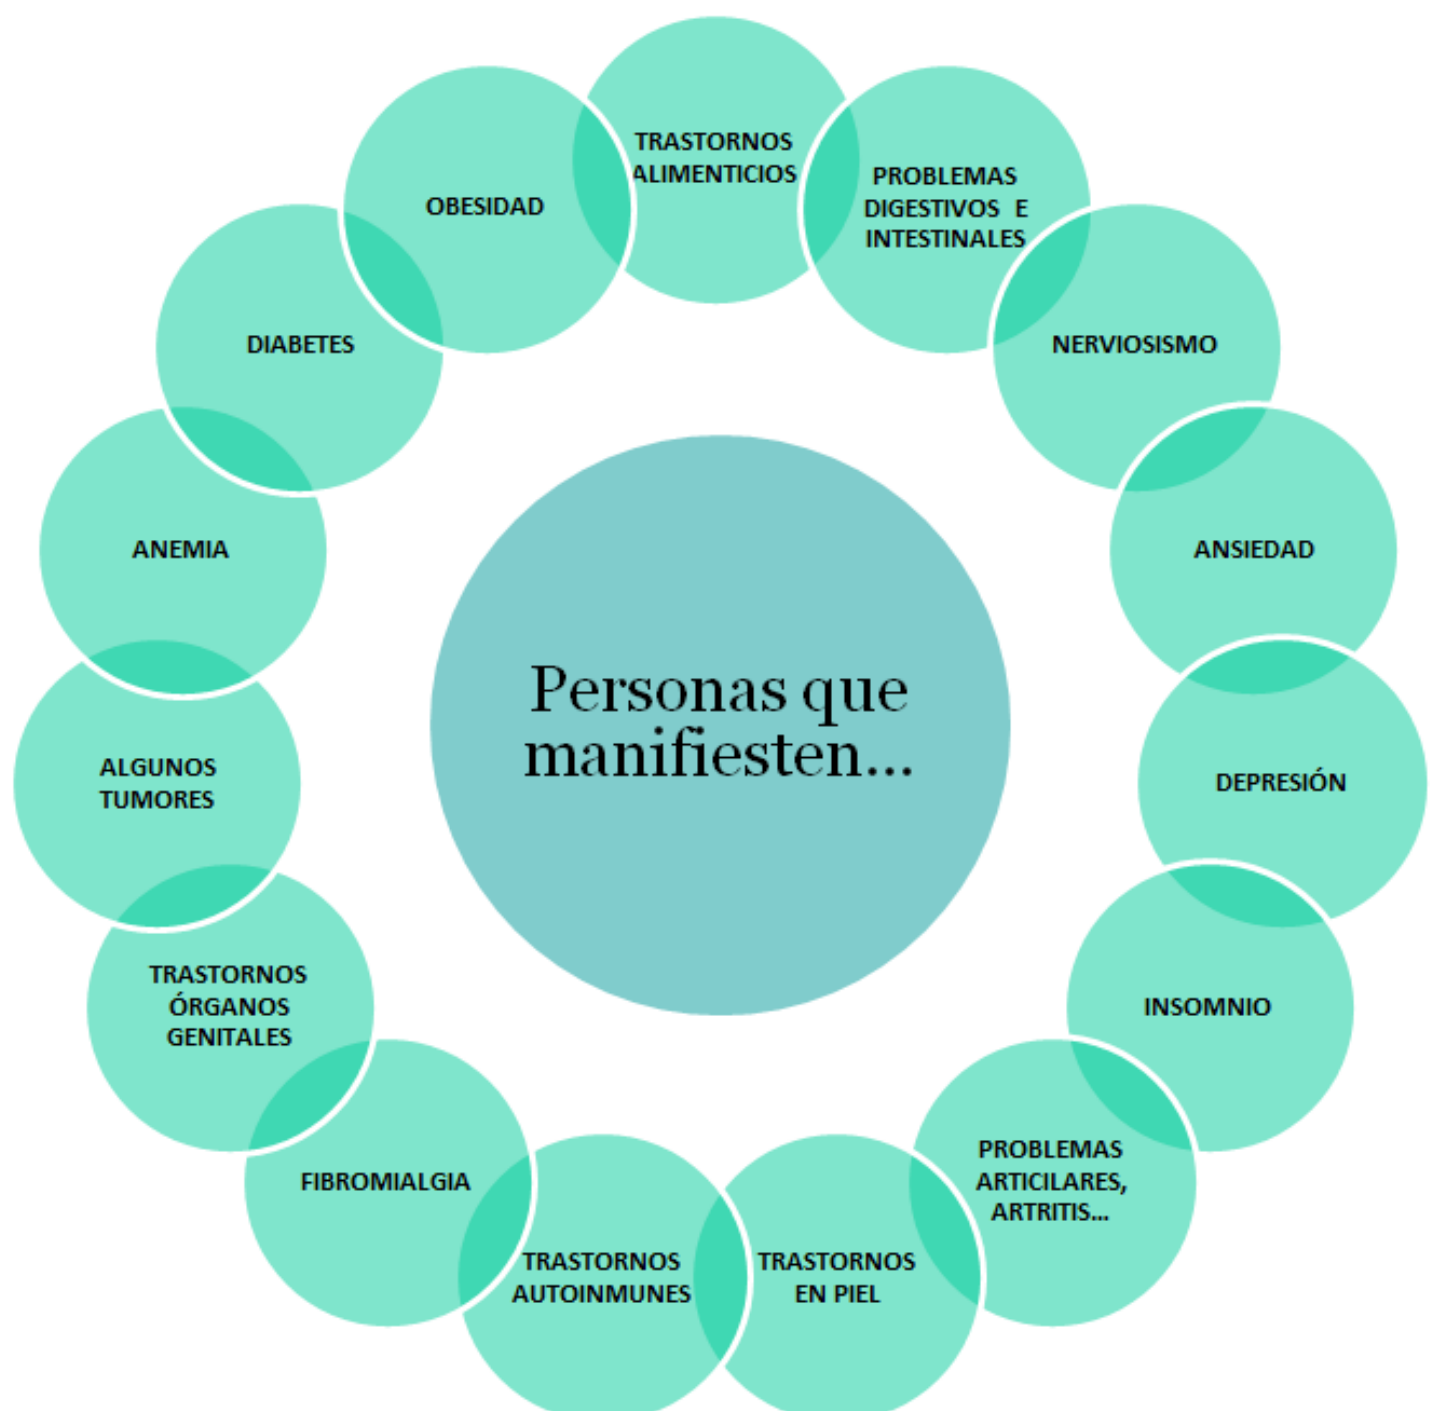 TRASTORNOS
ALIMENTICIOS
PROBLEMAS
DIGESTIVOS E
INTESTINALES
NERVIOSISMO
ANSIEDAD
DEPRESIÓN
INSOMNIO
PROBLEMAS
ARTICILARES,
ARTRITIS...
TRASTORNOS
EN PIEL
TRASTORNOS
AUTOINMUNES
FIBROMIALGIA
TRASTORNOS
ÓRGANOS
GENITALES
ALGUNOS
TUMORES
ANEMIA
DIABETES
OBESIDAD
Personas que
manifiesten...